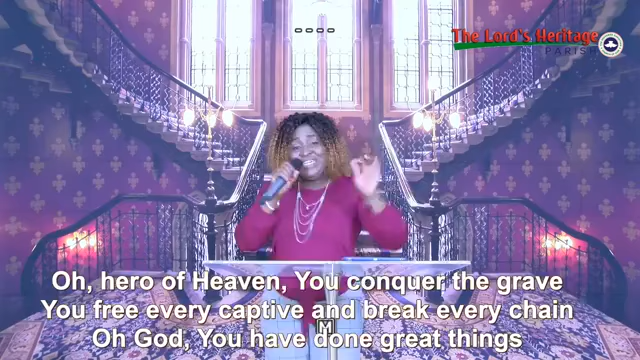 The Lord's Heritage
PARISH
Oh, hero of Heaven, You conquer the grave
You free every captive and break every chain
Oh God, You have done great things
M